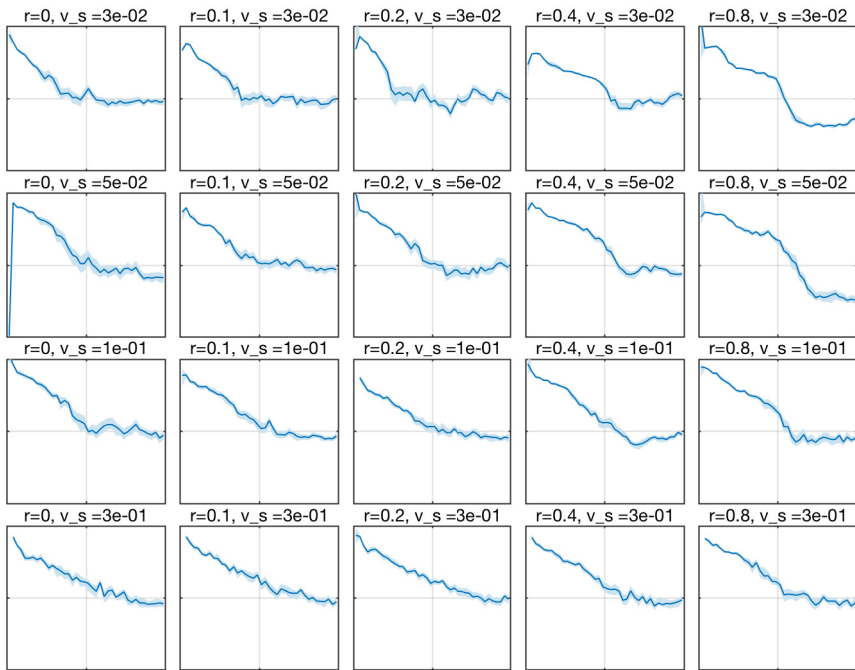 r=0, v_s =3e-02 r=0.1, v_s =3e-02 r=0.2, v_s =3e-02 r=0.4, v_s =3e-02 r=0.8, v_s =3e-02
r=0, v_s =5e-02 r=0.1, v_s =5e-02 r=0.2, v_s =5e-02 r=0.4, v_s =5e-02 r=0.8, v_s =5e-02
r=0, v_s =1e-01 r=0.1, v_s =1e-01 r=0.2, v_s =1e-01 r=0.4, v_s =1e-01 r=0.8, v_s =1e-01
r=0, v_s =3e-01 r=0.1, v_s =3e-01 r=0.2, v_s =3e-01 r=0.4, v_s =3e-01 r=0.8, v_s =3e-01